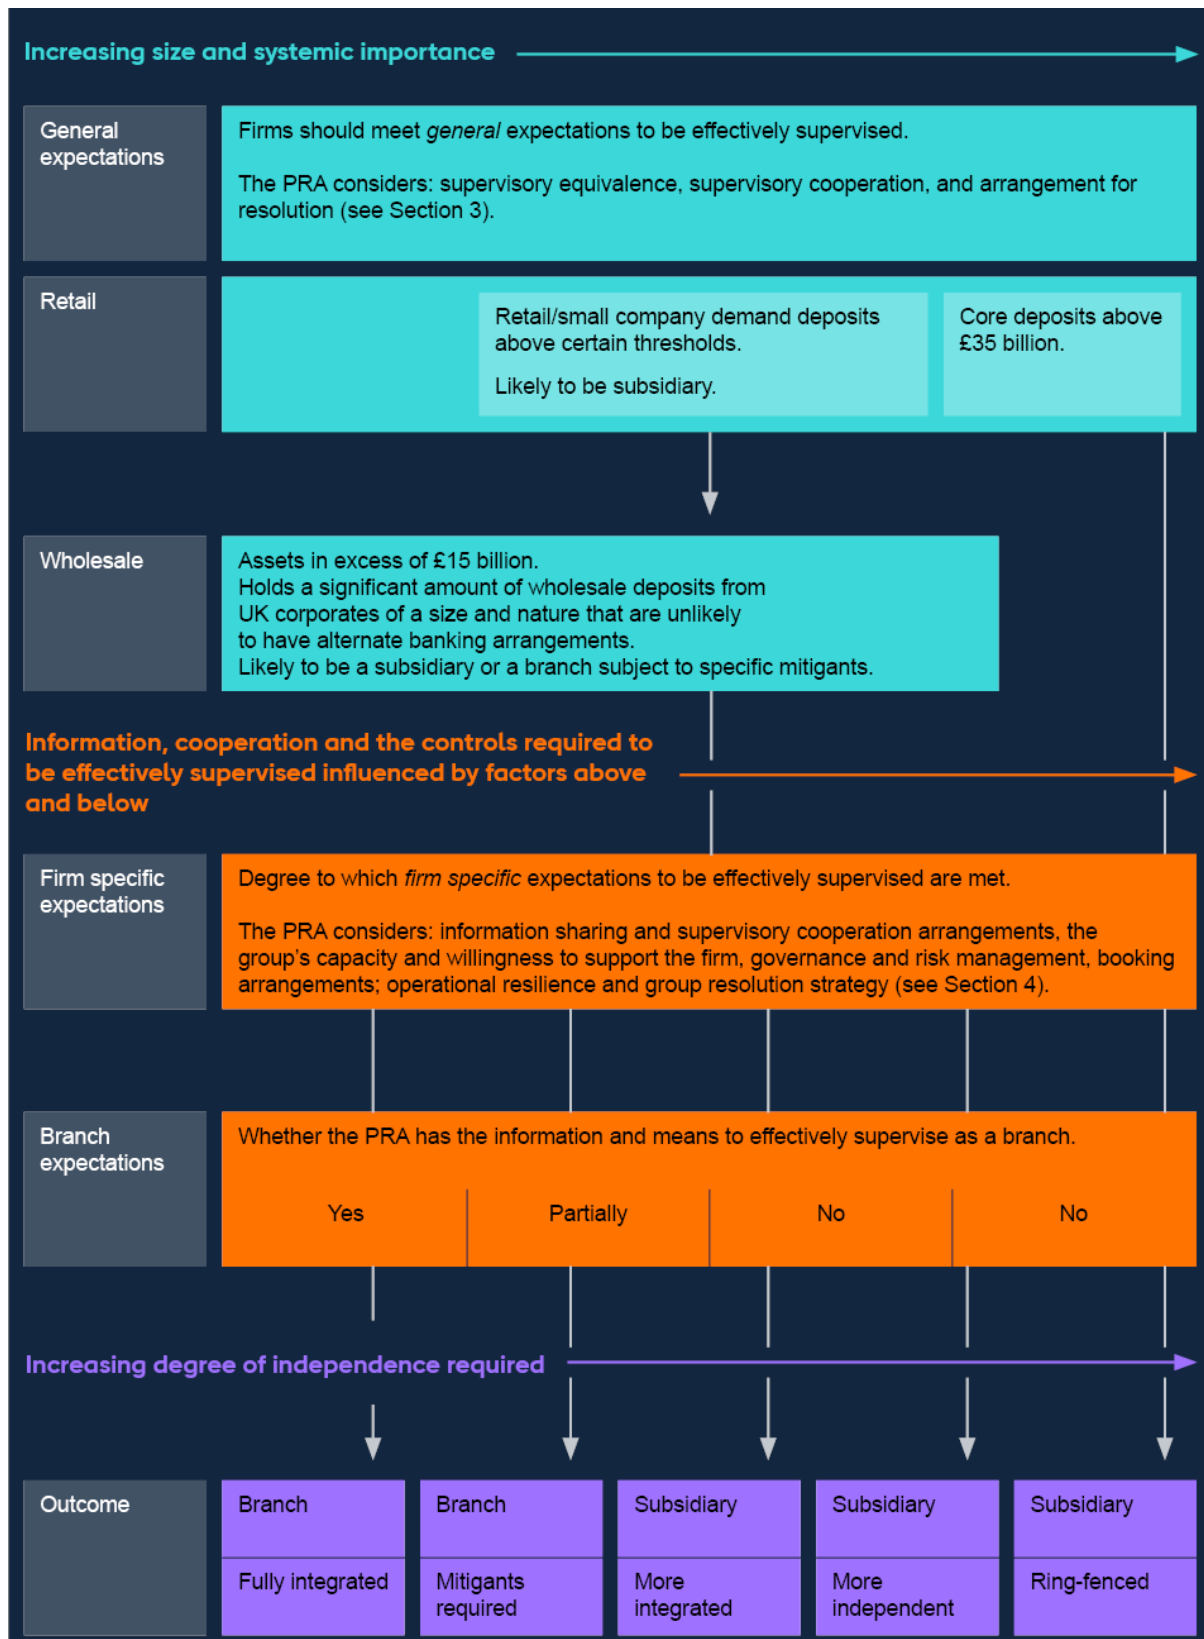 Increasing size and systemic importance
General
expectations
Firms should meet general expectations to be effectively supervised.
The PRA considers: supervisory equivalence, supervisory cooperation, and arrangement for
resolution (see Section 3).
Retail
Retail/small company demand deposits
above certain thresholds.
Likely to be subsidiary.
Core deposits above
£35 billion.
Wholesale
Assets in excess of £15 billion.
Holds a significant amount of wholesale deposits from
UK corporates of a size and nature that are unlikely
to have alternate banking arrangements.
Likely to be a subsidiary or a branch subject to specific mitigants.
Information, cooperation and the controls required to
be effectively supervised influenced by factors above
and below
Firm specific
expectations
Degree to which firm specific expectations to be effectively supervised are met.
The PRA considers: information sharing and supervisory cooperation arrangements, the
group’s capacity and willingness to support the firm, governance and risk management, booking
arrangements; operational resilience and group resolution strategy (see Section 4).
Branch
expectations
Whether the PRA has the information and means to effectively supervise as a branch.
Yes
Partially
No
No
Increasing degree of independence required
Outcome
Branch
Fully integrated
Branch
Mitigants
required
Subsidiary
More
integrated
Subsidiary
More
independent
Subsidiary
Ring-fenced